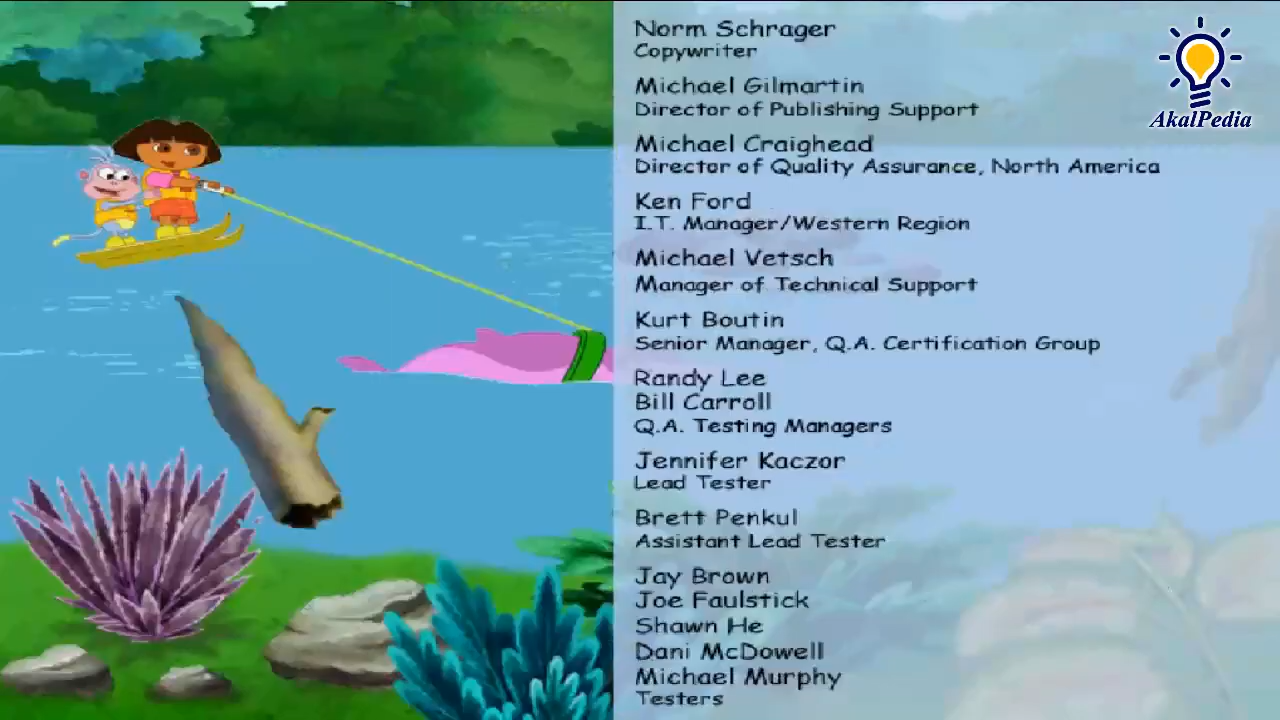 Norm Schrager
Copywriter
Michael Gilmartin
Director of Publishing Support
Michael Craighead
Director of Quality Assurance, North America
Ken Ford
I.T. Manager/Western Region
Michael Vetsch
Manager of Technical Support
Kurt Boutin
Senior Manager, Q.A. Certification Group
Randy Lee
Bill Carroll
Q.A. Testing Managers
Jennifer Kaczor
Lead Tester
Brett Penkul
Assistant Lead Tester
Jay Brown
Joe Faulstick
Shawn He
Dani McDowell
Michael Murphy
Testers
AkalPedia